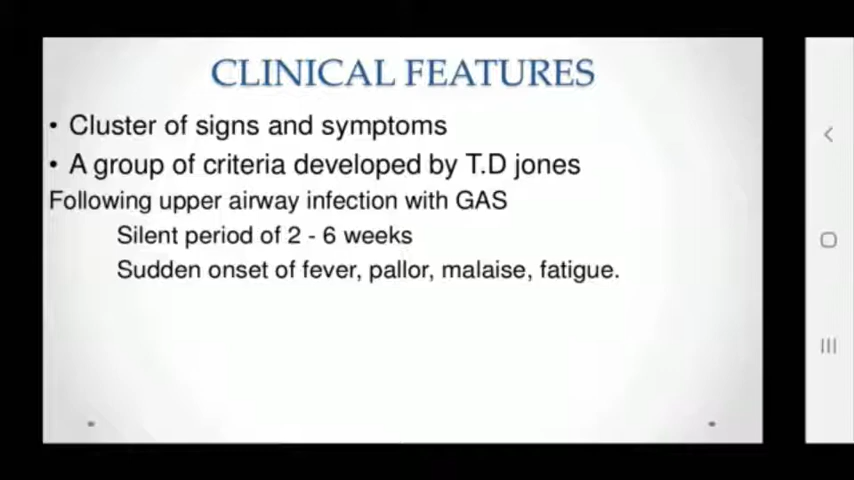 CLINICAL FEATURES
• Cluster of signs and symptoms
• A group of criteria developed by T.D jones
Following upper airway infection with GAS
Silent period of 2 - 6 weeks
Sudden onset of fever, pallor, malaise, fatigue.